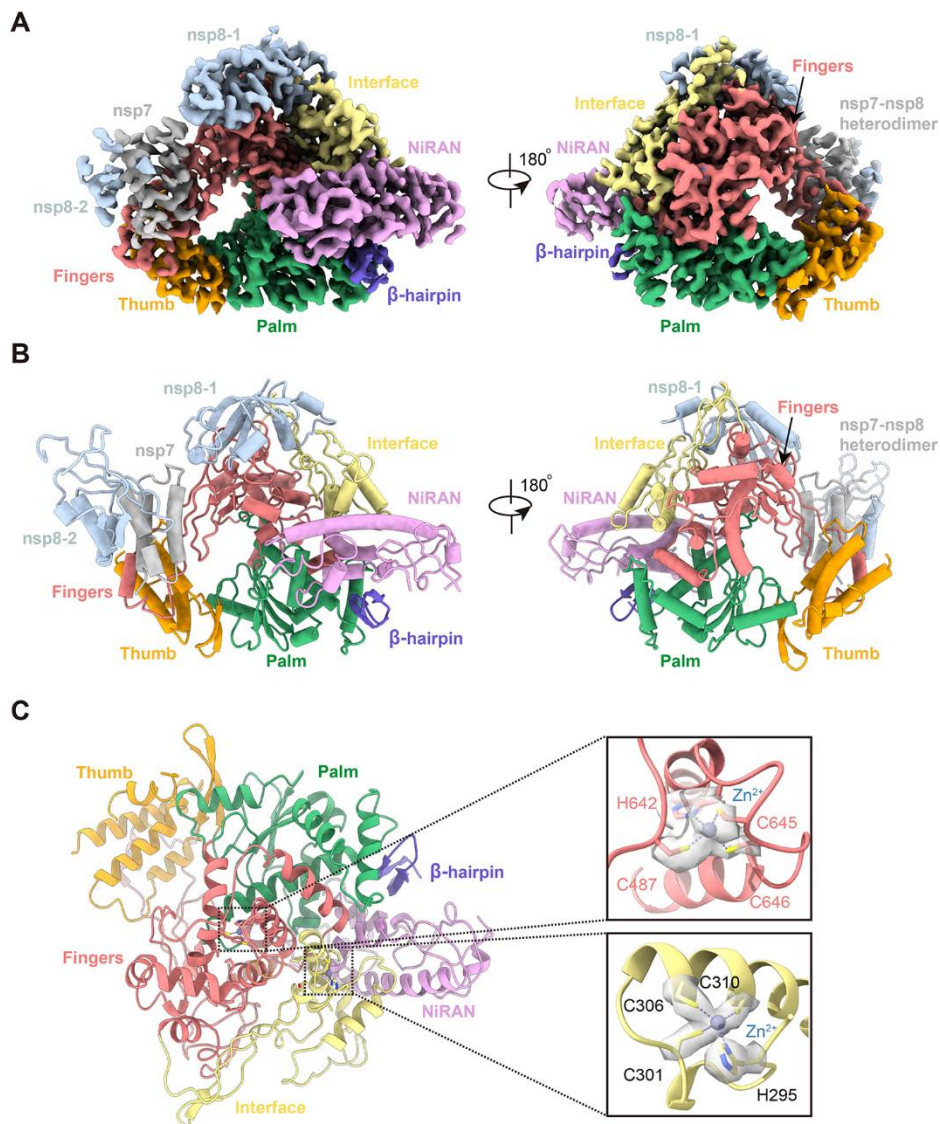 A
nsp8-1
Interface
nsp7
NiRAN
nsp8-2
Fingers
Thumb
Palm
β-hairpin
180°
nsp8-1
Fingers
Interface
nsp7-nsp8
heterodimer
NiRAN
β-hairpin
Palm
Thumb
B
nsp8-1
nsp7
Interface
NiRAN
nsp8-2
Fingers
Thumb
Palm
β-hairpin
180°
nsp8-1
Fingers
Interface
nsp7-nsp8
heterodimer
NiRAN
β-hairpin
Palm
Thumb
C
Thumb
Palm
β-hairpin
Fingers
NiRAN
Interface
H642
Zn²⁺
C645
C487
C646
C310
C306
Zn²⁺
C301
H295